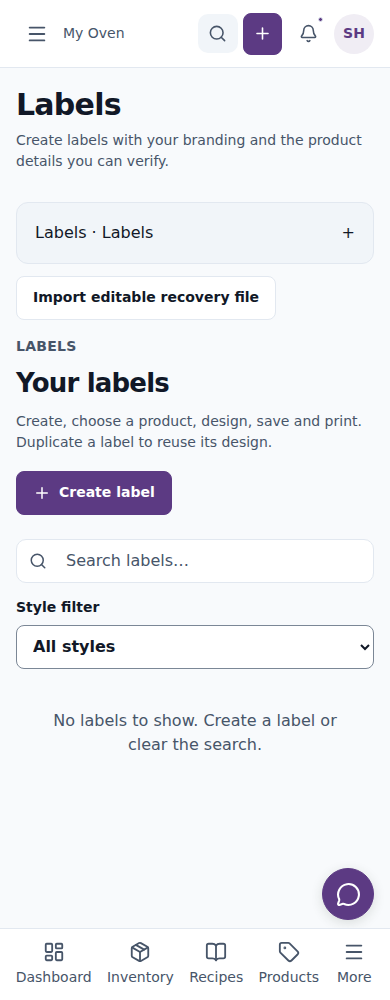 My Oven
SH
Labels
Create labels with your branding and the product
details you can verify.
Labels · Labels
+
Import editable recovery file
LABELS
Your labels
Create, choose a product, design, save and print.
Duplicate a label to reuse its design.
Create label
Search labels...
Style filter
All styles
No labels to show. Create a label or
clear the search.
Dashboard Inventory Recipes Products More